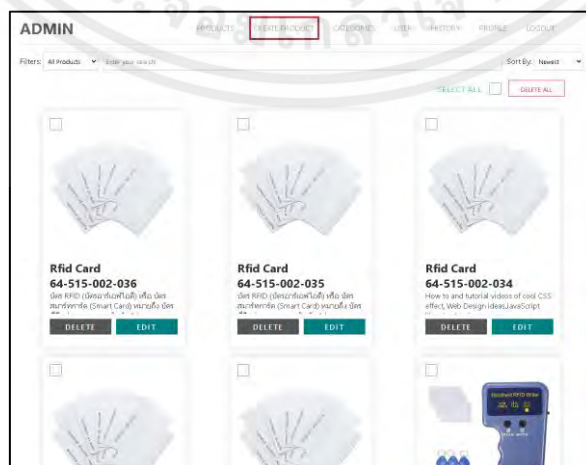 ADMIN
PRODUCTS CREATE PRODUCT CATEGORIES USER HISTORY PROFILE LOGOUT
Filters: All Products Enter your search Sort By: Newest
SELECT ALL DELETE ALL
Rfid Card
64-515-002-036
บัตร RFID (บัตรอาร์เอฟไอดี) หรือ บัตร
สมาร์ทการ์ด (Smart Card) หมายถึง บัตร
DELETE EDIT
Rfid Card
64-515-002-035
บัตร RFID (บัตรอาร์เอฟไอดี) หรือ บัตร
สมาร์ทการ์ด (Smart Card) หมายถึง บัตร
DELETE EDIT
Rfid Card
64-515-002-034
How to and tutorial videos of cool CSS
effect, Web Design Ideas,JavaScript
DELETE EDIT
Handheld RFID Writer